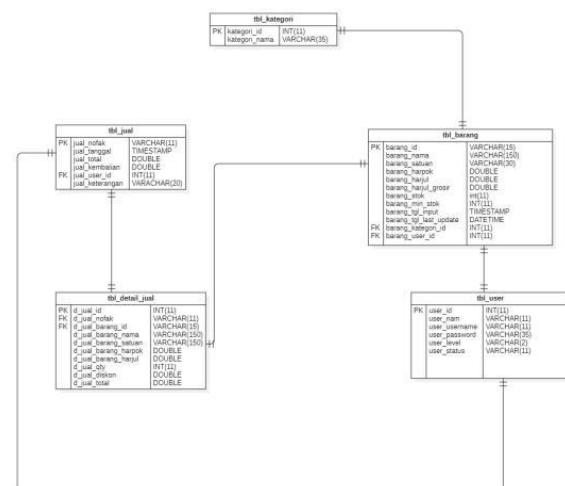 tbl_kategori
PK kategori_id INT(11)
kategori_nama VARCHAR(35)
tbl_jual
PK jual_nofak VARCHAR(11)
jual_tanggal TIMESTAMP
jual_total DOUBLE
jual_kembalian DOUBLE
FK jual_user_id INT(11)
jual_keterangan VARACHAR(20)
tbl_barang
PK barang_id VARCHAR(15)
barang_nama VARCHAR(150)
barang_satuan VARCHAR(30)
barang_harpok DOUBLE
barang_harjul DOUBLE
barang_harjul_grosir DOUBLE
barang_stok int(11)
barang_min_stok INT(11)
barang_tgl_input TIMESTAMP
barang_tgl_last_update DATETIME
FK barang_kategori_id INT(11)
FK barang_user_id INT(11)
tbl_detail_jual
PK d_jual_id INT(11)
FK d_jual_nofak VARCHAR(11)
FK d_jual_barang_id VARCHAR(15)
d_jual_barang_nama VARCHAR(150)
d_jual_barang_satuan VARCHAR(150)
d_jual_barang_harpok DOUBLE
d_jual_barang_harjul DOUBLE
d_jual_qty INT(11)
d_jual_diskon DOUBLE
d_jual_total DOUBLE
tbl_user
PK user_id INT(11)
user_nam VARCHAR(11)
user_username VARCHAR(11)
user_password VARCHAR(35)
user_level VARCHAR(2)
user_status VARCHAR(11)